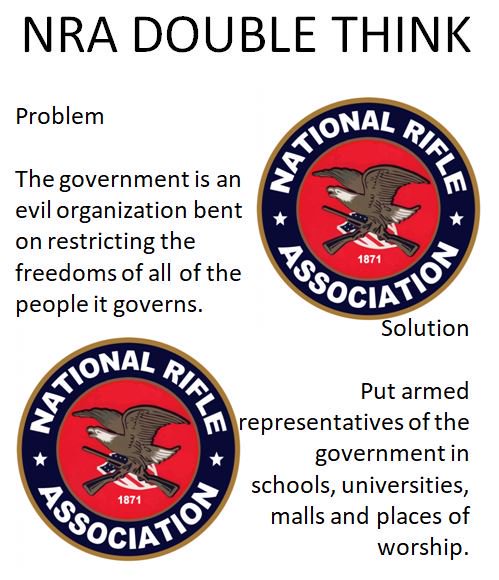 NRA DOUBLE THINK
Problem
The government is an
evil organization bent
on restricting the
freedoms of all of the
people it governs.
NATIONAL RIFLE
1871
ASSOCIATION
Solution
Put armed
representatives of the
government in
schools, universities,
malls and places of
worship.
NATIONAL RIFLE
1871
ASSOCIATION